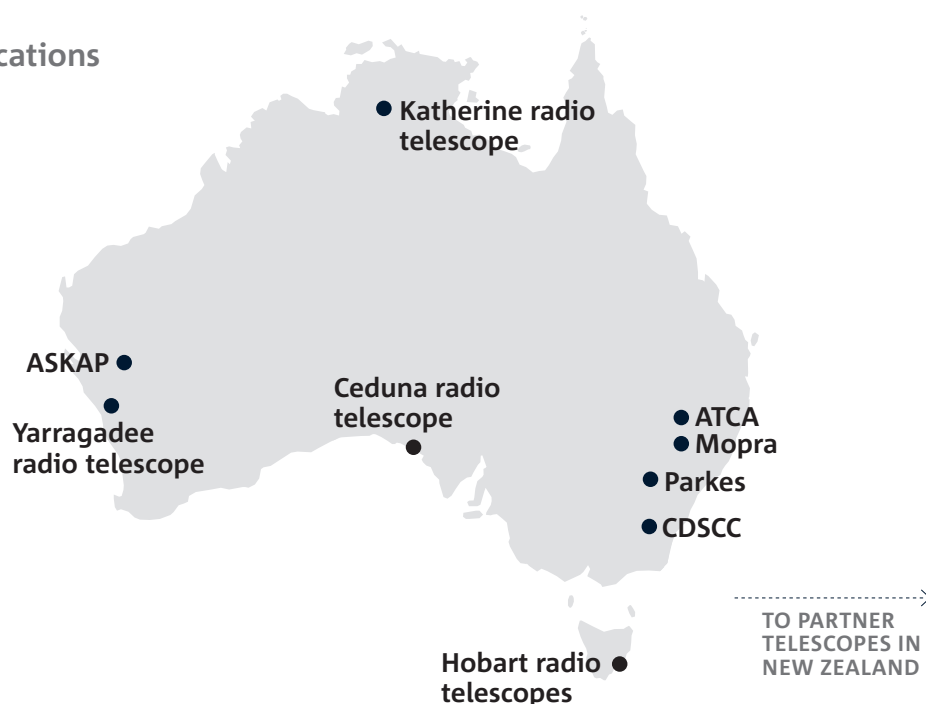 cations
Katherine radio
telescope
ASKAP
Yarragadee
radio telescope
Ceduna radio
telescope
ATCA
Mopra
Parkes
CDSCC
TO PARTNER
TELESCOPES IN
NEW ZEALAND
Hobart radio
telescopes